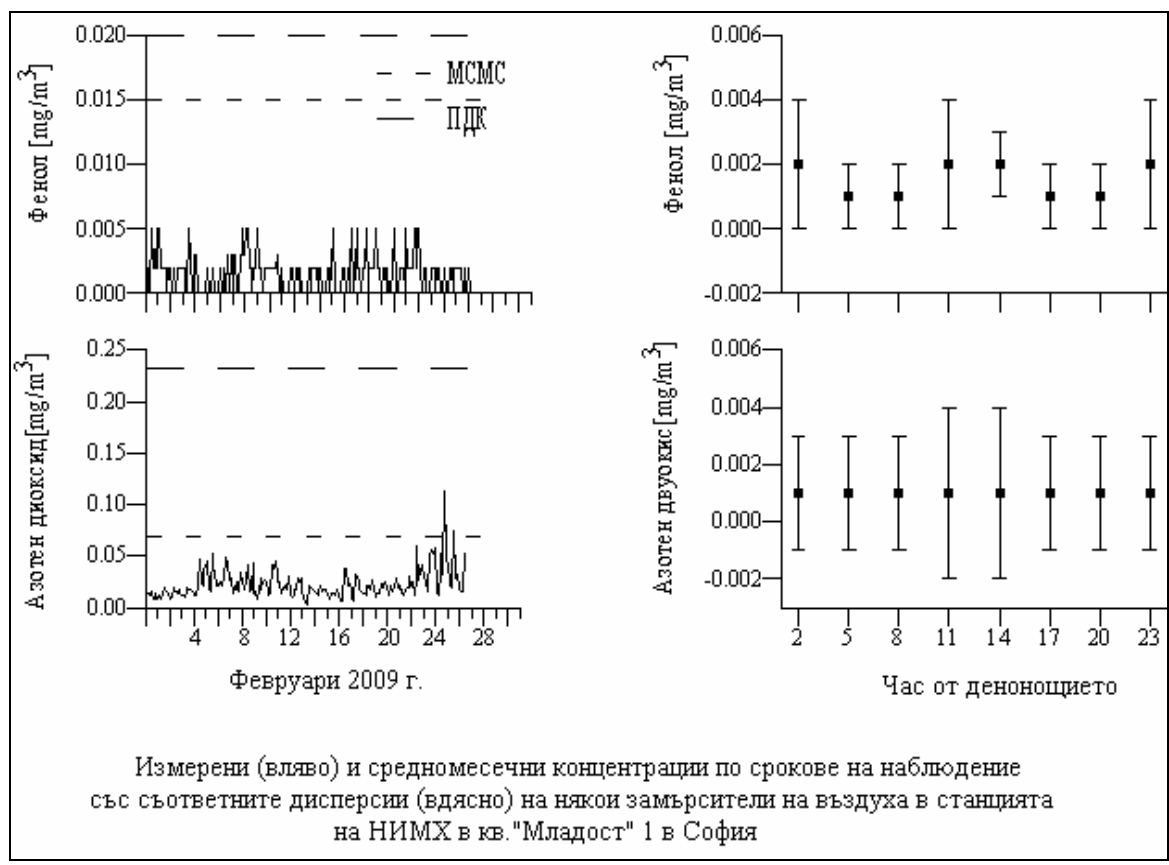 Фенол [mg/m³]
0.020
0.015
0.010
0.005
0.000
МСМС
ПДК
Фенол [mg/m³]
0.006
0.004
0.002
0.000
-0.002
Азотен диоксид[mg/m³]
0.25
0.20
0.15
0.10
0.05
0.00
4 8 12 16 20 24 28
Февруари 2009 г.
Азотен двуокис[mg/m³]
0.006
0.004
0.002
0.000
-0.002
2 5 8 11 14 17 20 23
Час от денонощието
Измерени (вляво) и средномесечни концентрации по срокове на наблюдение
със съответните дисперсии (вдясно) на някои замърсители на въздуха в станцията
на НИМХ в кв."Младост" 1 в София